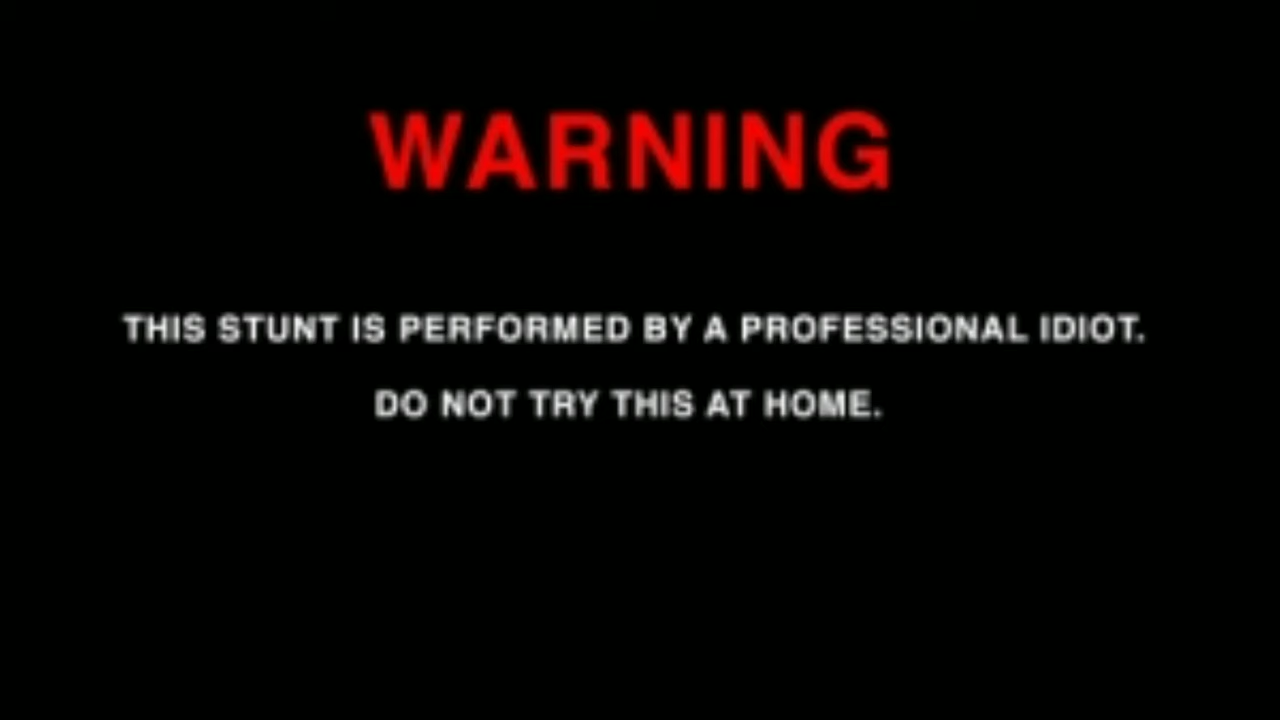 WARNING
THIS STUNT IS PERFORMED BY A PROFESSIONAL IDIOT.
DO NOT TRY THIS AT HOME.